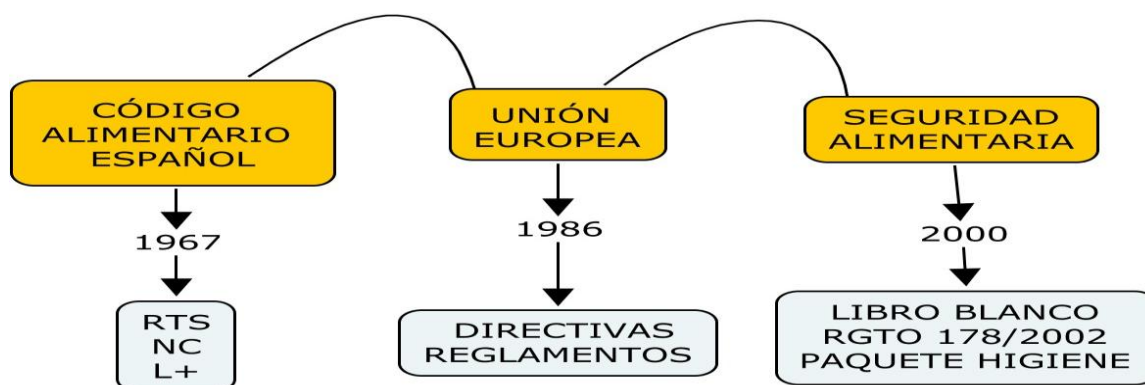 CÓDIGO
ALIMENTARIO
ESPAÑOL
1967
RTS
NC
L+
UNIÓN
EUROPEA
1986
DIRECTIVAS
REGLAMENTOS
SEGURIDAD
ALIMENTARIA
2000
LIBRO BLANCO
RGTO 178/2002
PAQUETE HIGIENE